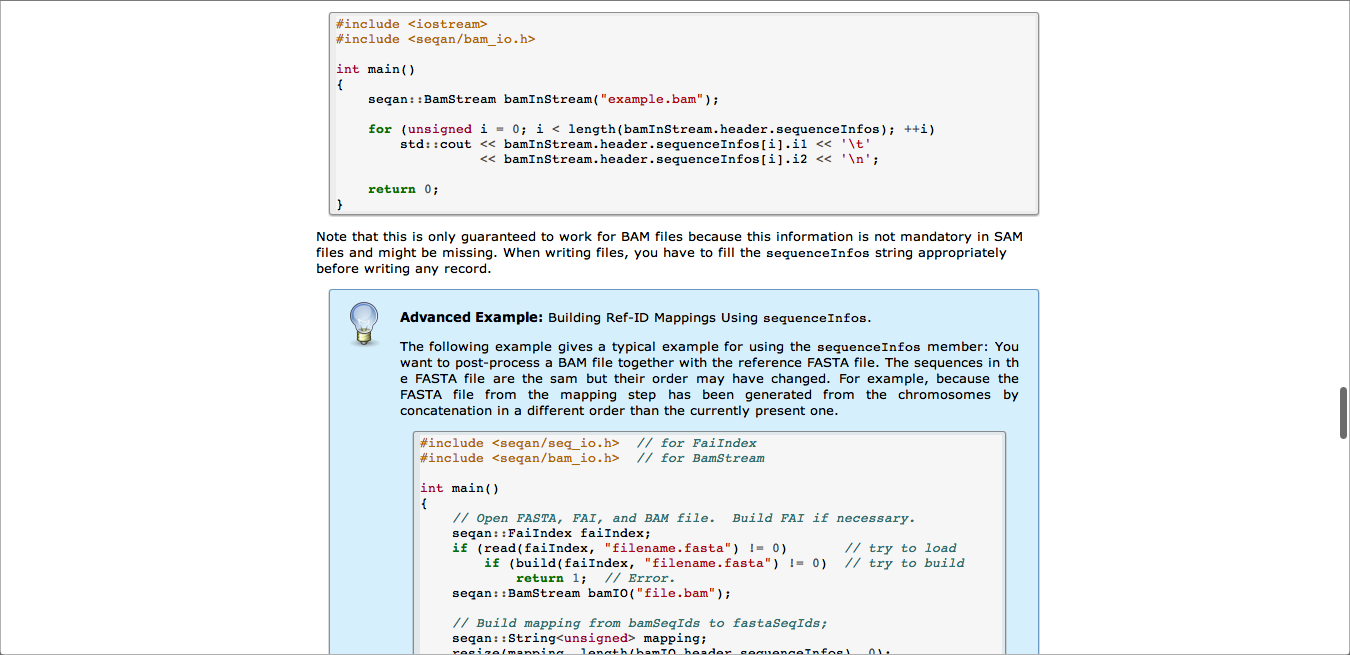 #include <iostream>
#include <seqan/bam_io.h>
int main()
{
seqan::BamStream bamInStream("example.bam");
for (unsigned i = 0; i < length(bamInStream.header.sequenceInfos); ++i)
std::cout << bamInStream.header.sequenceInfos[i].i1 << '\t'
<< bamInStream.header.sequenceInfos[i].i2 << '\n';
return 0;
}
Note that this is only guaranteed to work for BAM files because this information is not mandatory in SAM
files and might be missing. When writing files, you have to fill the sequenceInfos string appropriately
before writing any record.
Advanced Example: Building Ref-ID Mappings Using sequenceInfos.
The following example gives a typical example for using the sequenceInfos member: You
want to post-process a BAM file together with the reference FASTA file. The sequences in th
e FASTA file are the sam but their order may have changed. For example, because the
FASTA file from the mapping step has been generated from the chromosomes by
concatenation in a different order than the currently present one.
#include <seqan/seq_io.h>  // for FaiIndex
#include <seqan/bam_io.h>  // for BamStream
int main()
{
// Open FASTA, FAI, and BAM file.  Build FAI if necessary.
seqan::FaiIndex faiIndex;
if (read(faiIndex, "filename.fasta") != 0)       // try to load
if (build(faiIndex, "filename.fasta") != 0)  // try to build
return 1;  // Error.
seqan::BamStream bamIO("file.bam");
// Build mapping from bamSeqIds to fastaSeqIds;
seqan::String<unsigned> mapping;
resize(mapping, length(bamIO.header.sequenceInfos), 0);